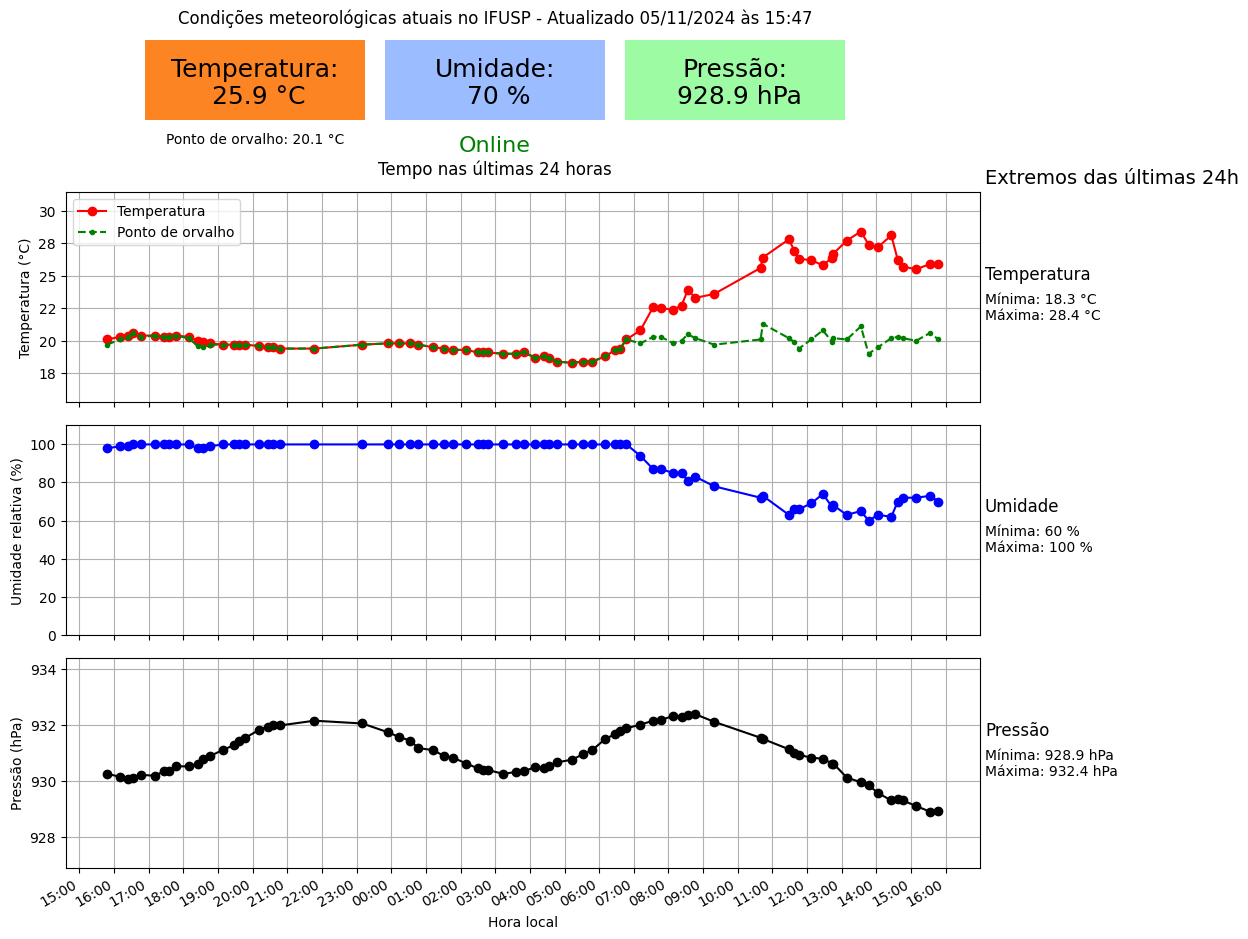 Condições meteorológicas atuais no IFUSP - Atualizado 05/11/2024 às 15:47
Temperatura:
25.9 °C
Umidade:
70 %
Pressão:
928.9 hPa
Ponto de orvalho: 20.1 °C
Online
Tempo nas últimas 24 horas
Extremos das últimas 24h
Temperatura
Ponto de orvalho
Temperatura (°C)
30
28
25
22
20
18
Temperatura
Mínima: 18.3 °C
Máxima: 28.4 °C
Umidade relativa (%)
100
80
60
40
20
0
Umidade
Mínima: 60 %
Máxima: 100 %
Pressão (hPa)
934
932
930
928
Pressão
Mínima: 928.9 hPa
Máxima: 932.4 hPa
15:00 16:00 17:00 18:00 19:00 20:00 21:00 22:00 23:00 00:00 01:00 02:00 03:00 04:00 05:00 06:00 07:00 08:00 09:00 10:00 11:00 12:00 13:00 14:00 15:00 16:00
Hora local